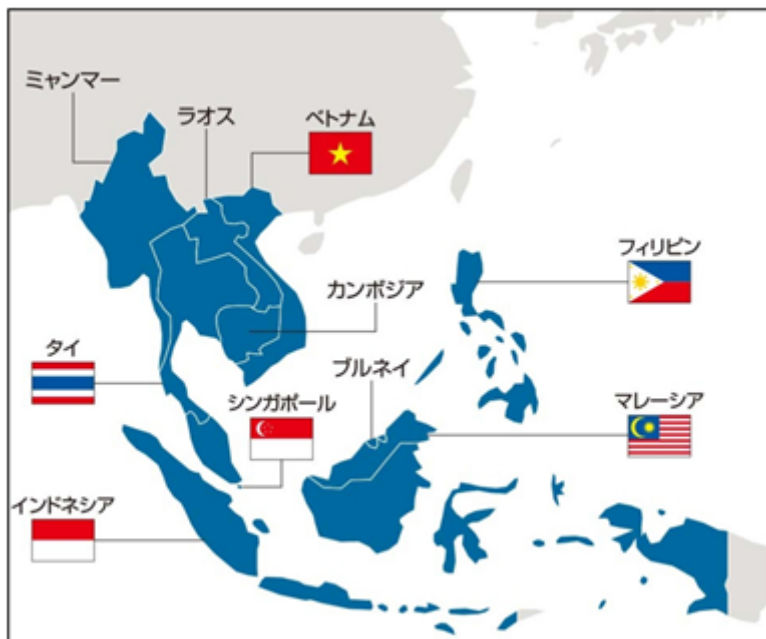 ミャンマー
ラオス
ベトナム
フィリピン
カンボジア
タイ
ブルネイ
シンガポール
マレーシア
インドネシア